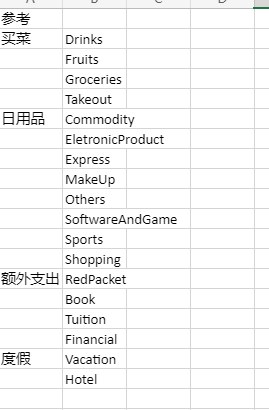 参考
买菜 Drinks
Fruits
Groceries
Takeout
日用品 Commodity
EletronicProduct
Express
MakeUp
Others
SoftwareAndGame
Sports
Shopping
额外支出 RedPacket
Book
Tuition
Financial
度假 Vacation
Hotel